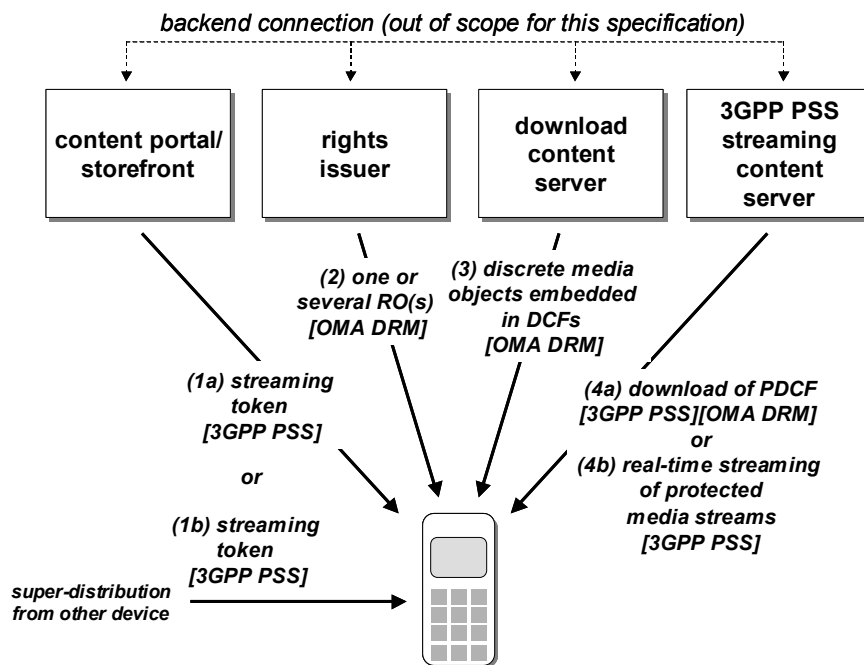 backend connection (out of scope for this specification)
content portal/
storefront
rights
issuer
download
content
server
3GPP PSS
streaming
content
server
(2) one or
several RO(s)
[OMA DRM]
(3) discrete media
objects embedded
in DCFs
[OMA DRM]
(1a) streaming
token
[3GPP PSS]
or
(1b) streaming
token
[3GPP PSS]
(4a) download of PDCF
[3GPP PSS][OMA DRM]
or
(4b) real-time streaming
of protected
media streams
[3GPP PSS]
super-distribution
from other device